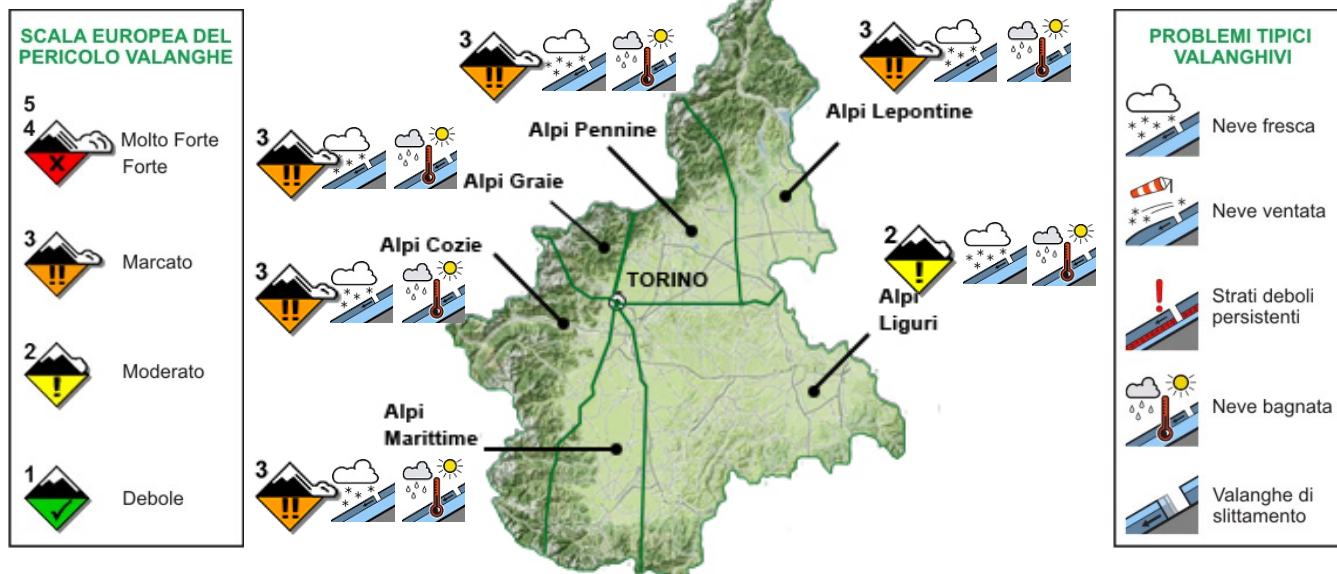 SCALA EUROPEA DEL
PERICOLO VALANGHE
5
4
Molto Forte
Forte
3
Marcato
2
Moderato
1
Debole
3
3
Alpi Lepontine
Alpi Pennine
3
Alpi Graie
Alpi Cozie
2
3
TORINO
Alpi
Liguri
Alpi
Marittime
3
PROBLEMI TIPICI
VALANGHIVI
Neve fresca
Neve ventata
Strati deboli
persistenti
Neve bagnata
Valanghe di
slittamento